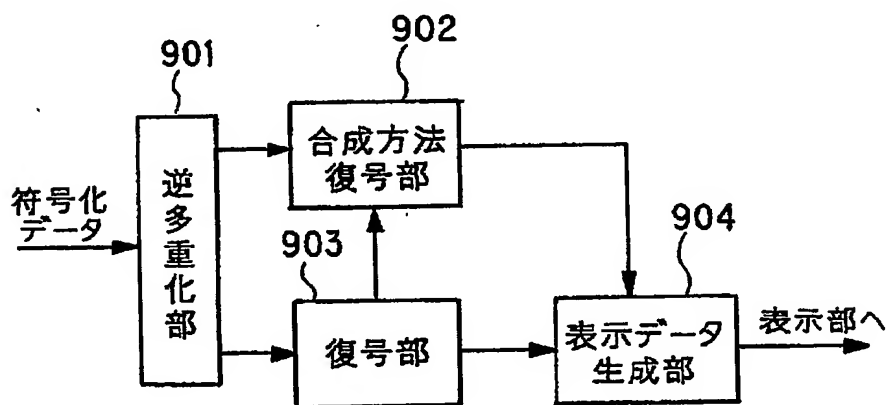 901
902
符号化
データ
逆多重化部
合成方法
復号部
903
復号部
904
表示データ
生成部
表示部へ